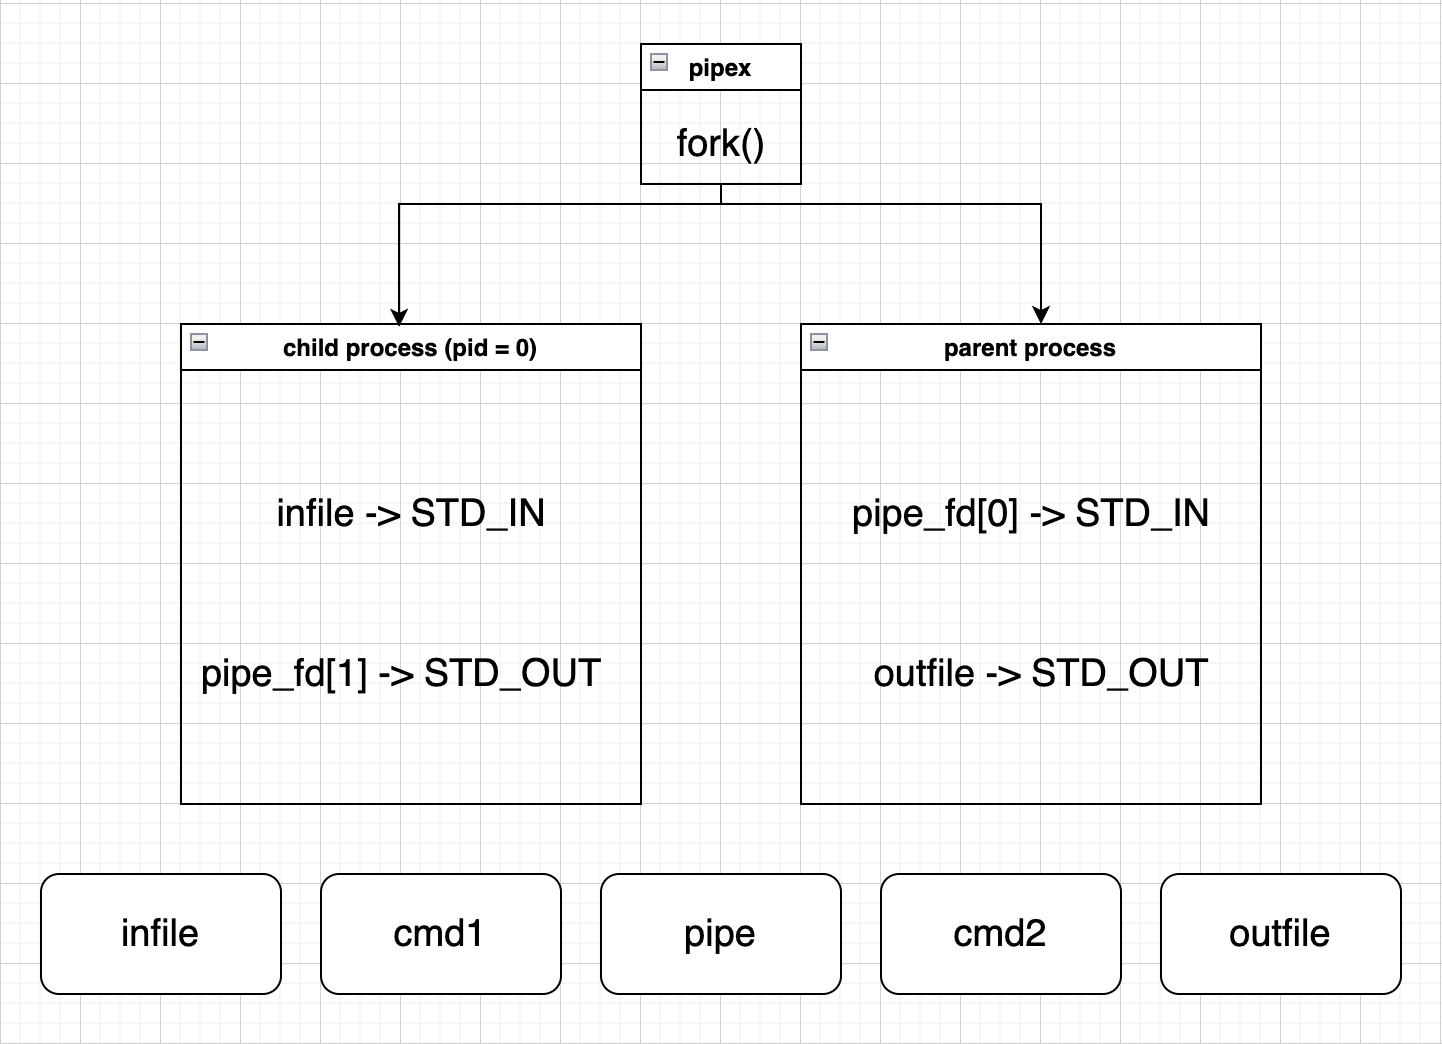 pipex
fork()
child process (pid = 0)
infile -> STD_IN
pipe_fd[1] -> STD_OUT
parent process
pipe_fd[0] -> STD_IN
outfile -> STD_OUT
infile
cmd1
pipe
cmd2
outfile